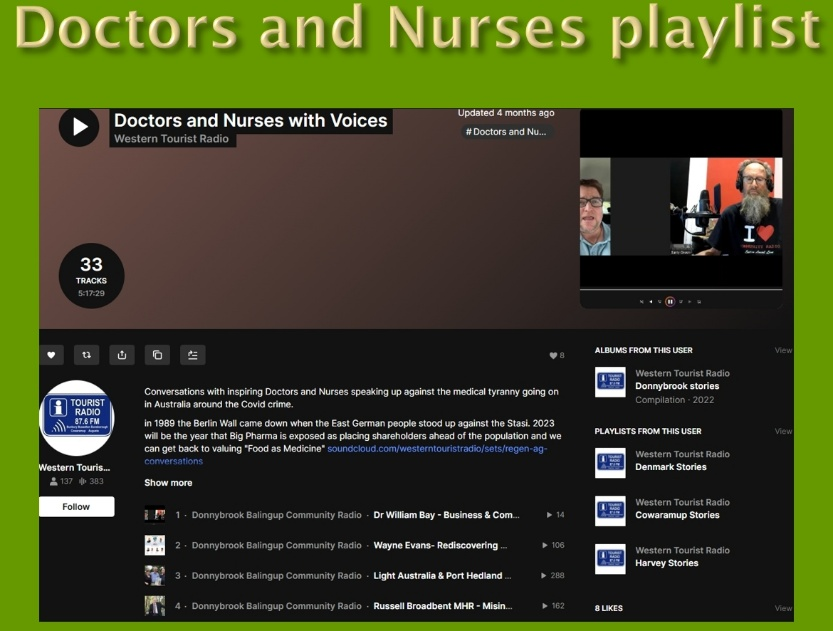 Doctors and Nurses playlist
Doctors and Nurses with Voices
Western Tourist Radio
Updated 4 months ago
# Doctors and Nu...
I ❤
33
TRACKS
5:17:29
8
Conversations with inspiring Doctors and Nurses speaking up against the medical tyranny going on
in Australia around the Covid crime.
in 1989 the Berlin Wall came down when the East German people stood up against the Stasi. 2023
will be the year that Big Pharma is exposed as placing shareholders ahead of the population and we
can get back to valuing "Food as Medicine" soundcloud.com/westerntouristradio/sets/regen-ag-
conversations
Show more
i TOURIST
RADIO
87.6 FM
Western Touris...
137 383
Follow
1 · Donnybrook Balingup Community Radio · Dr William Bay - Business & Com... 14
2 · Donnybrook Balingup Community Radio · Wayne Evans- Rediscovering ... 106
3 · Donnybrook Balingup Community Radio · Light Australia & Port Hedland ... 288
4 · Donnybrook Balingup Community Radio · Russell Broadbent MHR - Misin... 162
ALBUMS FROM THIS USER View
Western Tourist Radio
Donnybrook stories
Compilation · 2022
PLAYLISTS FROM THIS USER View
Western Tourist Radio
Denmark Stories
Western Tourist Radio
Cowaramup Stories
Western Tourist Radio
Harvey Stories
8 LIKES View